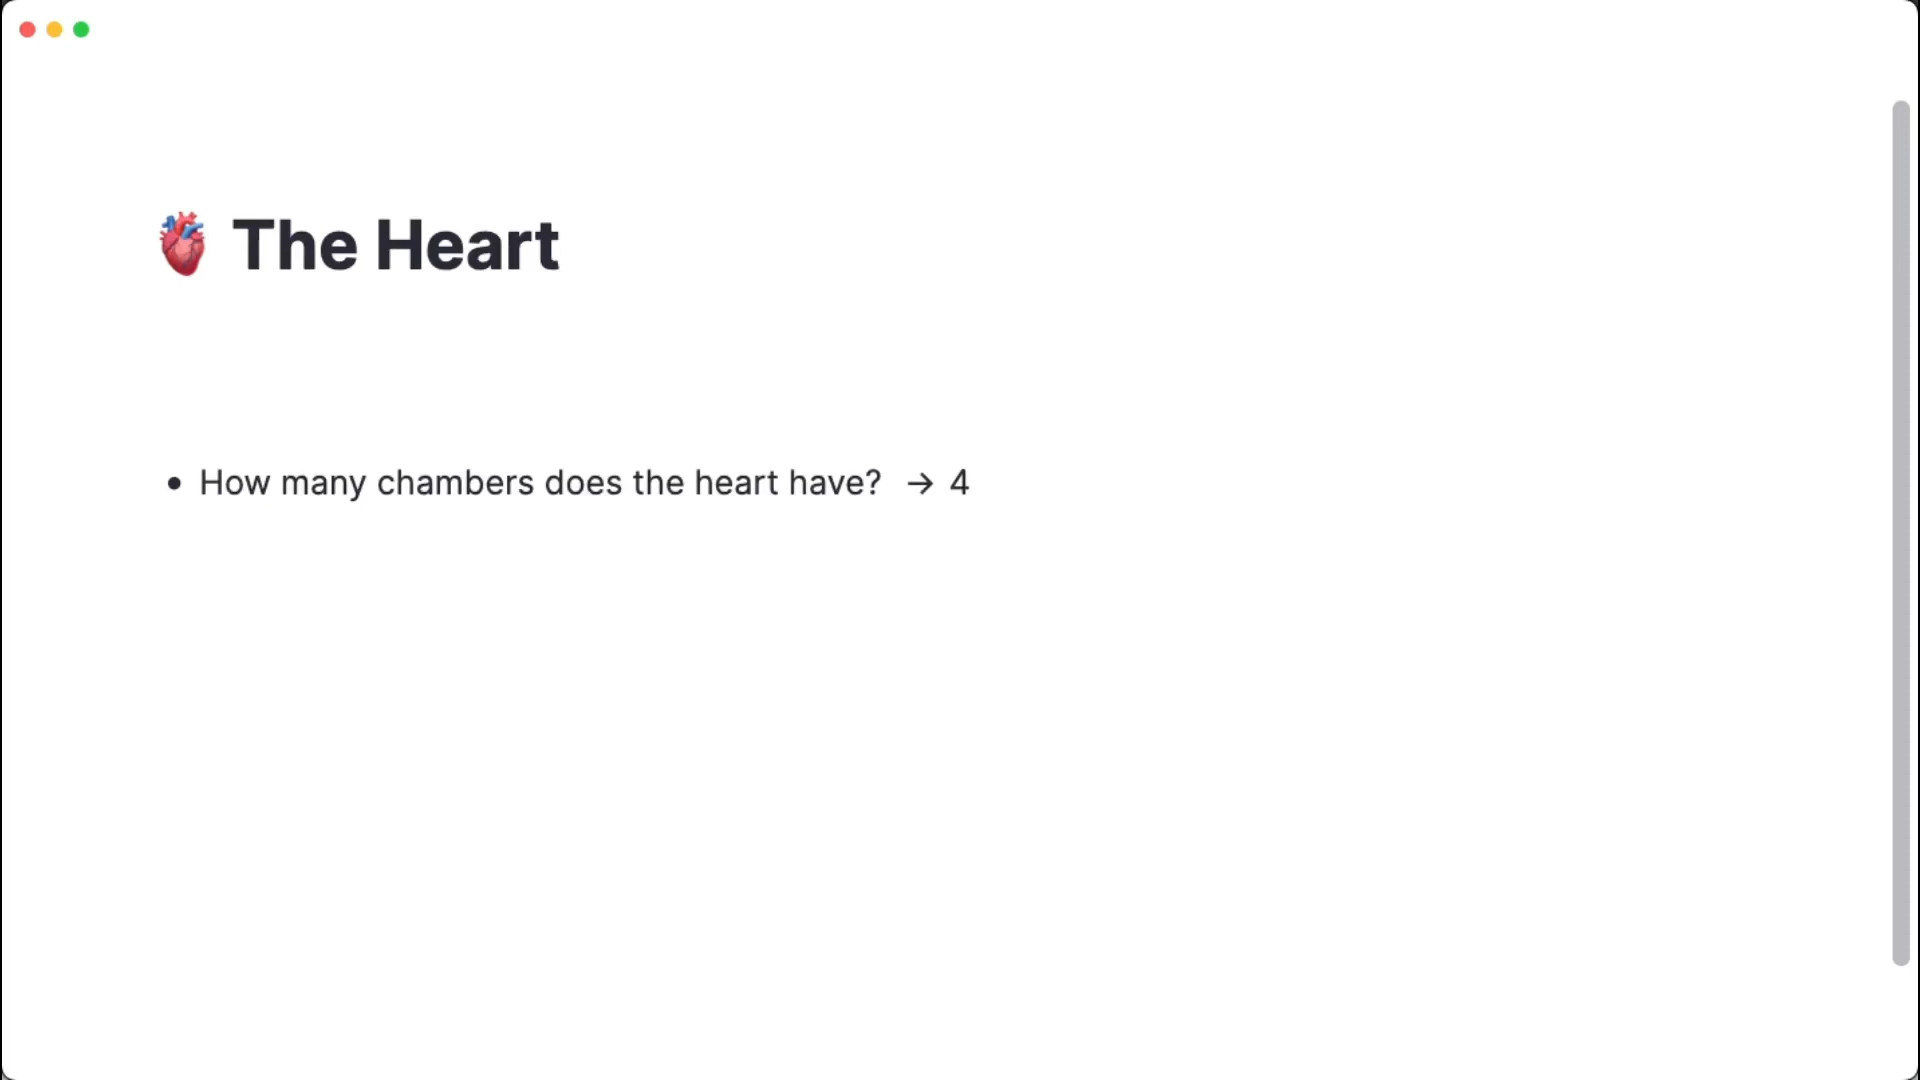 🫀 The Heart
• How many chambers does the heart have? → 4